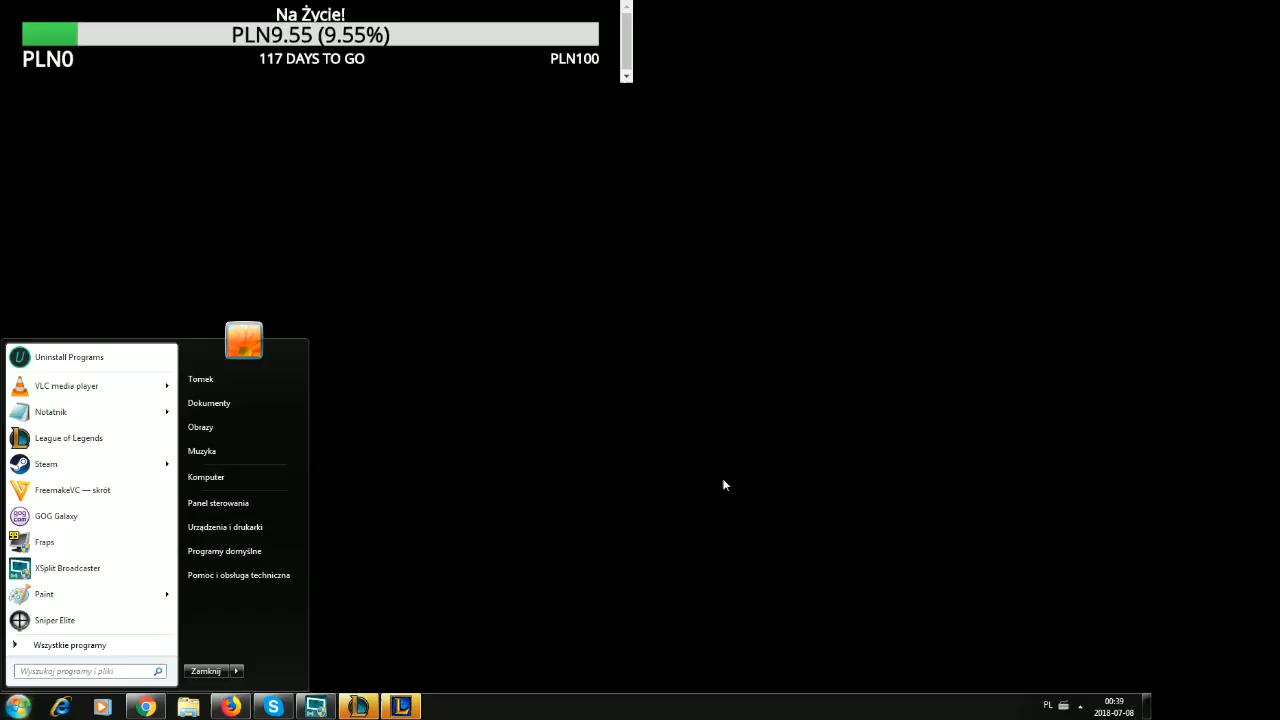 Na Życie!
PLN9.55 (9.55%)
PLN0
117 DAYS TO GO
PLN100
Uninstall Programs
VLC media player
Notatnik
League of Legends
Steam
FreemakeVC — skrót
GOG Galaxy
Fraps
XSplit Broadcaster
Paint
Sniper Elite
Wszystkie programy
Wyszukaj programy i pliki
Tomek
Dokumenty
Obrazy
Muzyka
Komputer
Panel sterowania
Urządzenia i drukarki
Programy domyślne
Pomoc i obsługa techniczna
Zamknij
PL
00:39
2018-07-08